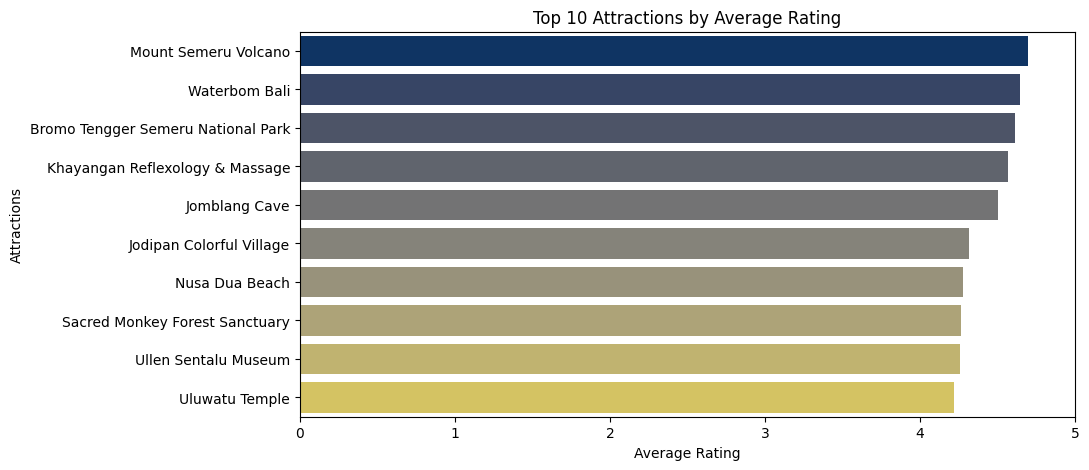 Top 10 Attractions by Average Rating
Attractions
Mount Semeru Volcano
Waterbom Bali
Bromo Tengger Semeru National Park
Khayangan Reflexology & Massage
Jomblang Cave
Jodipan Colorful Village
Nusa Dua Beach
Sacred Monkey Forest Sanctuary
Ullen Sentalu Museum
Uluwatu Temple
0 1 2 3 4 5
Average Rating